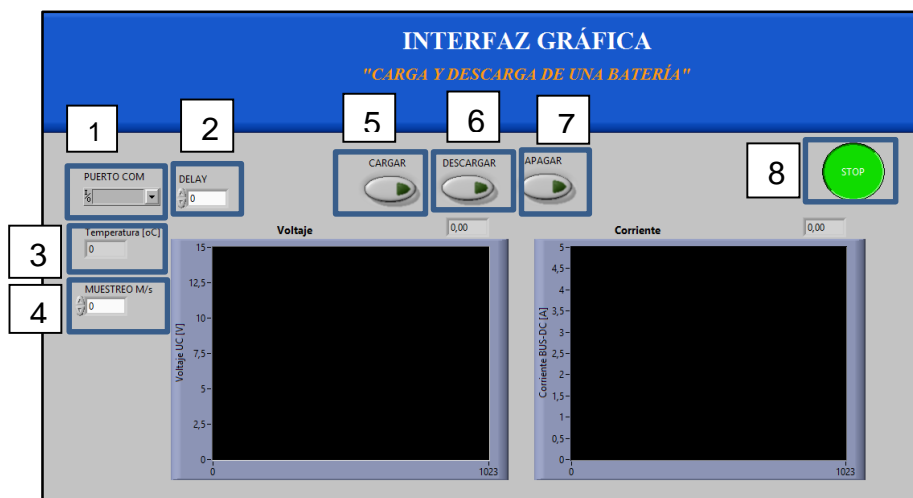 INTERFAZ GRÁFICA
"CARGA Y DESCARGA DE UNA BATERÍA"
1
2
5
6
7
8
PUERTO COM
DELAY
0
CARGAR
DESCARGAR
APAGAR
STOP
3
Temperatura [oC]
0
4
MUESTREO M/s
0
Voltaje
0,00
15-
12,5-
10-
7,5-
5-
2,5-
0-
Voltaje UC [V]
0
1023
Corriente
0,00
5-
4,5-
4-
3,5-
3-
2,5-
2-
1,5-
1-
0,5-
0-
Corriente BUS-DC [A]
0
1023